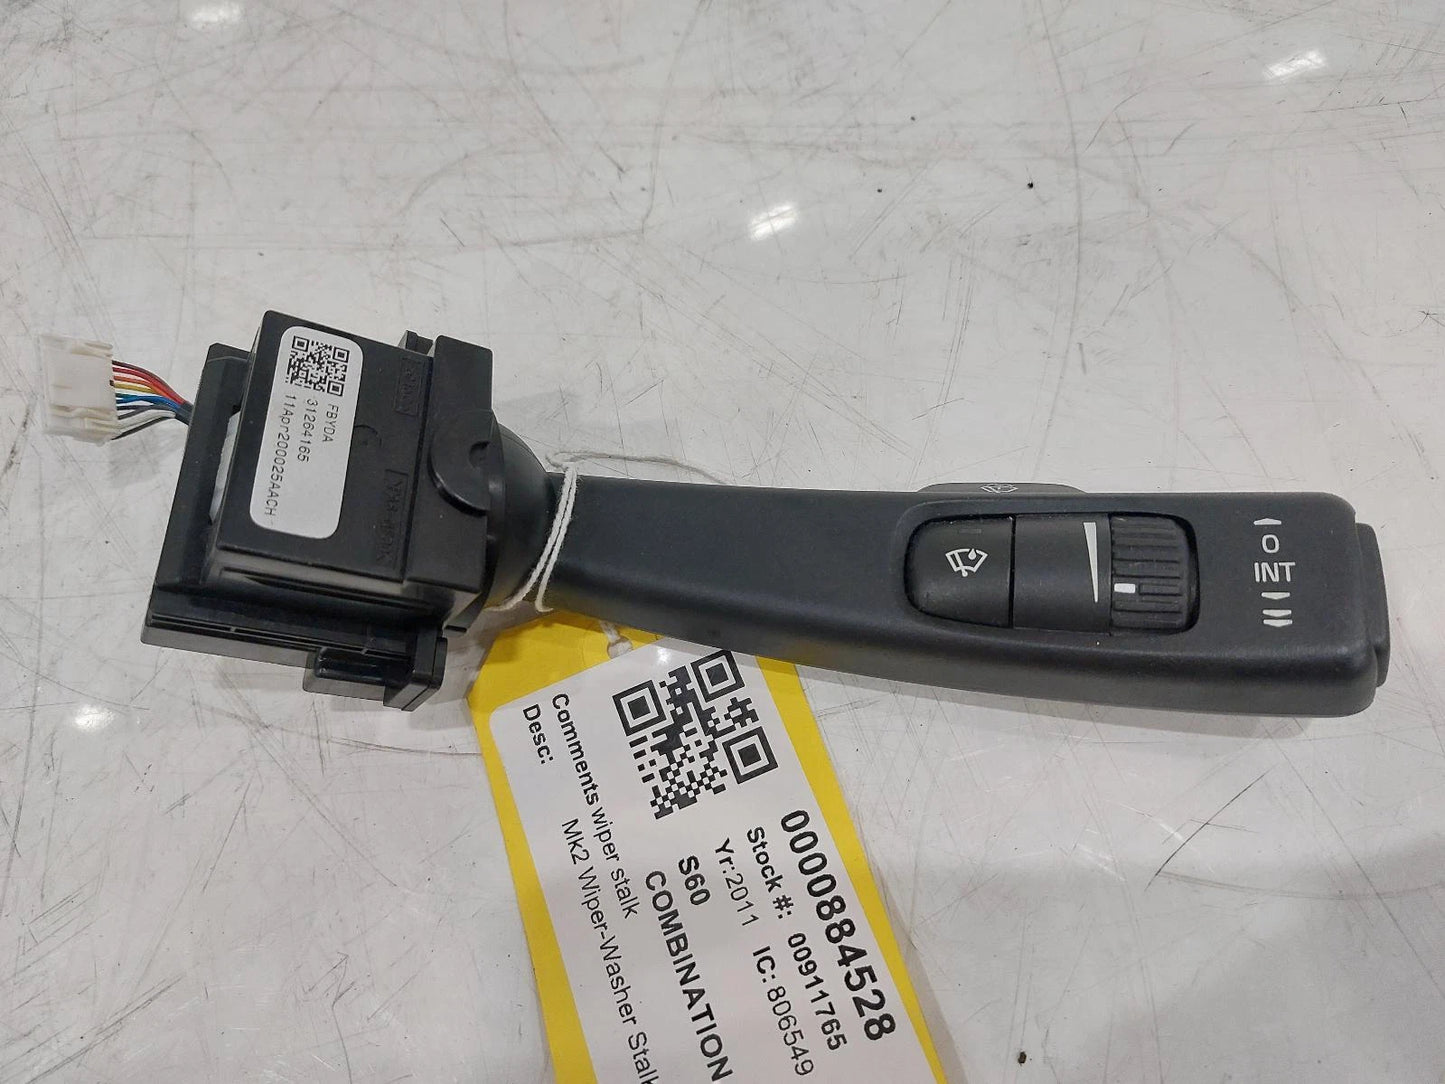 FBYDA
31264165
11Apr200025AACH
O
INT
0000884528
Stock #: 00911765
Yr:2011 IC: 806549
S60
COMBINATION
Comments wiper stalk
Desc: Mk2 Wiper-Washer Stalk